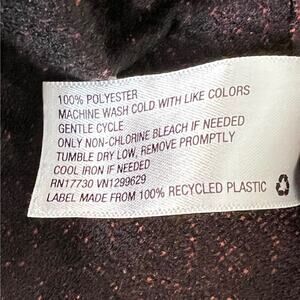 100% POLYESTER
MACHINE WASH COLD WITH LIKE COLORS
GENTLE CYCLE
ONLY NON-CHLORINE BLEACH IF NEEDED
TUMBLE DRY LOW, REMOVE PROMPTLY
COOL IRON IF NEEDED
RN17730 VN1299629
LABEL MADE FROM 100% RECYCLED PLASTIC